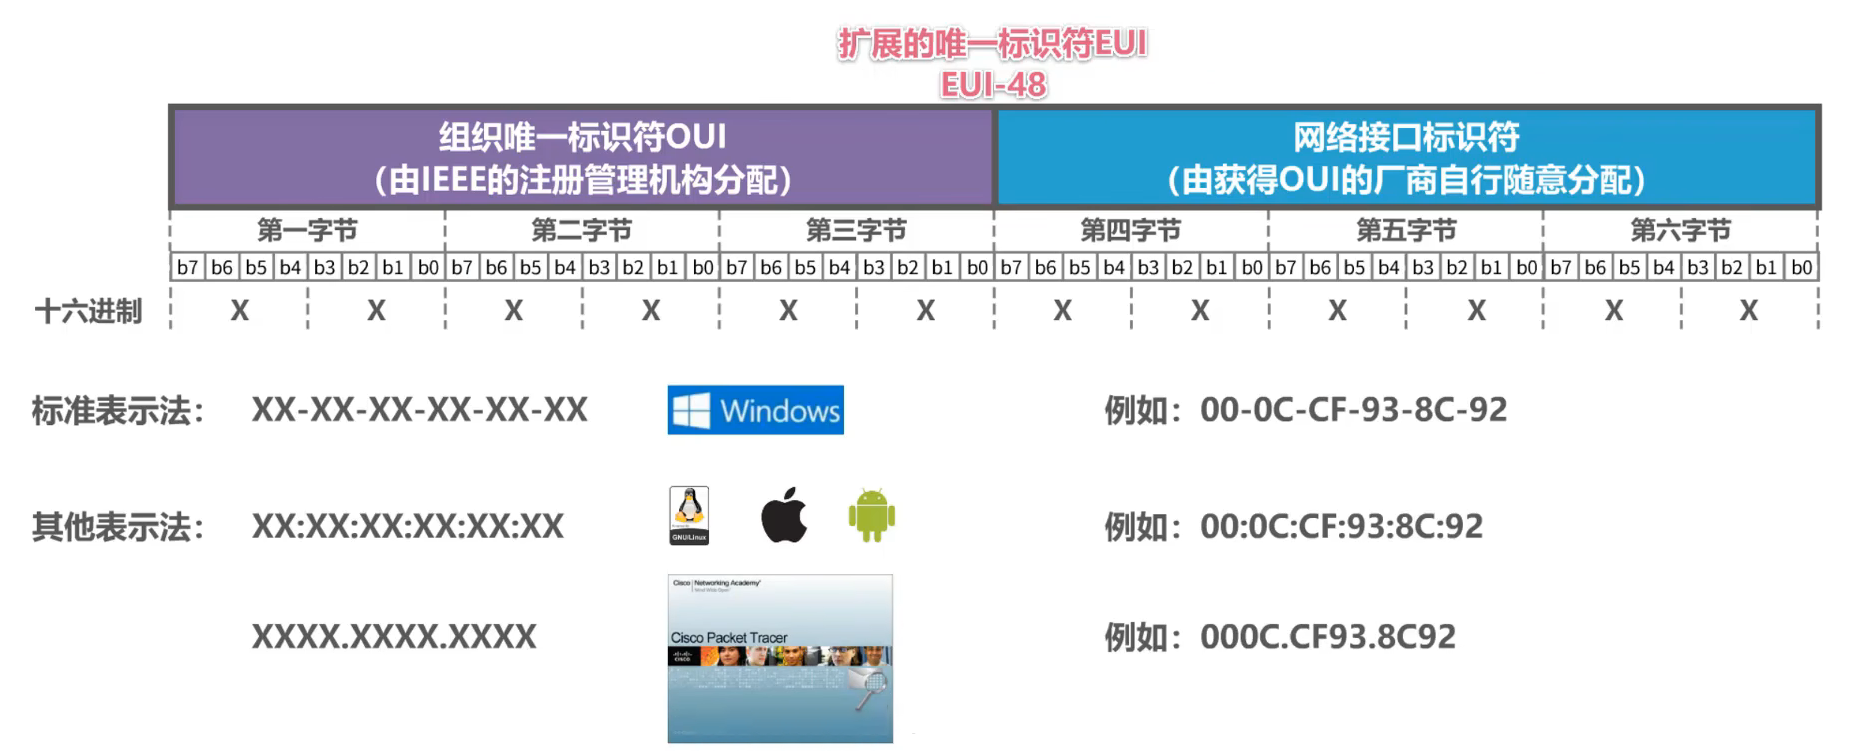 扩展的唯一标识符EUI
EUI-48
组织唯一标识符OUI
(由IEEE的注册管理机构分配)
网络接口标识符
(由获得OUI的厂商自行随意分配)
第一字节 第二字节 第三字节 第四字节 第五字节 第六字节
b7 b6 b5 b4 b3 b2 b1 b0 b7 b6 b5 b4 b3 b2 b1 b0 b7 b6 b5 b4 b3 b2 b1 b0 b7 b6 b5 b4 b3 b2 b1 b0 b7 b6 b5 b4 b3 b2 b1 b0 b7 b6 b5 b4 b3 b2 b1 b0
十六进制 X X X X X X X X X X X X
标准表示法: XX-XX-XX-XX-XX-XX Windows 例如: 00-0C-CF-93-8C-92
其他表示法: XX:XX:XX:XX:XX:XX 例如: 00:0C:CF:93:8C:92
GNU/Linux
Cisco Networking Academy
Mind Wide Open
XXXX.XXXX.XXXX Cisco Packet Tracer 例如: 000C.CF93.8C92
CISCO